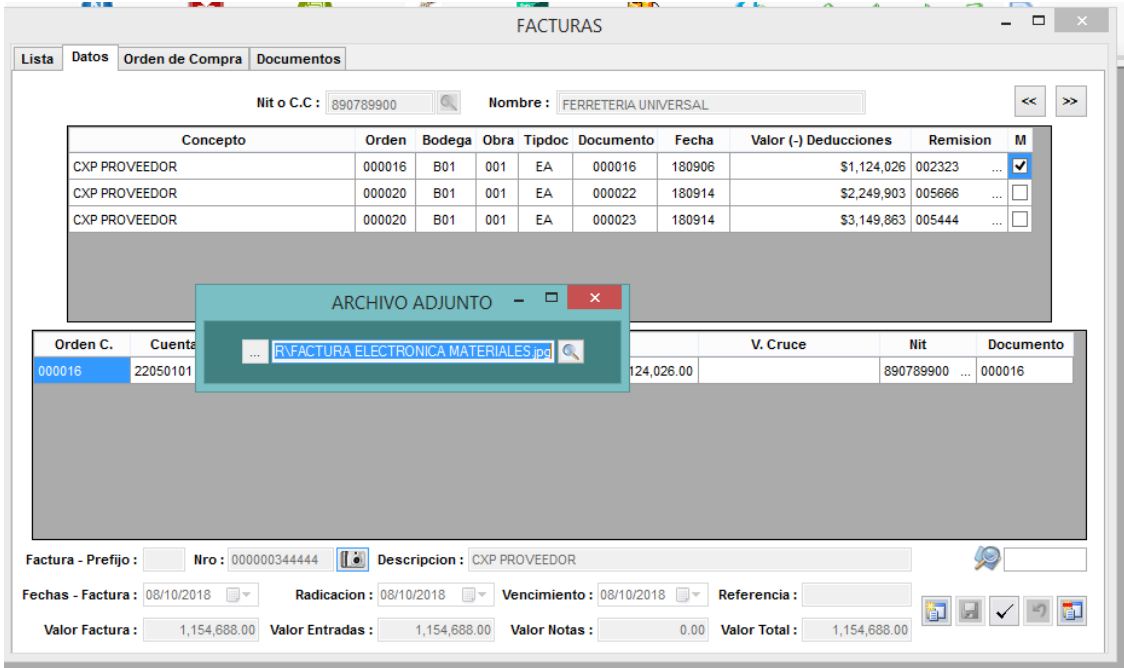 FACTURAS
Lista Datos Orden de Compra Documentos
Nit o C.C : 890789900 Nombre : FERRETERIA UNIVERSAL << >>
Concepto Orden Bodega Obra Tipdoc Documento Fecha Valor (-) Deducciones Remision M
CXP PROVEEDOR 000016 B01 001 EA 000016 180906 $1,124,026 002323 ...
CXP PROVEEDOR 000020 B01 001 EA 000022 180914 $2,249,903 005666 ...
CXP PROVEEDOR 000020 B01 001 EA 000023 180914 $3,149,863 005444 ...
ARCHIVO ADJUNTO
... R\FACTURA ELECTRONICA MATERIALES.jpg
Orden C. Cuenta V. Cruce Nit Documento
000016 22050101 124,026.00 890789900 ... 000016
Factura - Prefijo : Nro : 000000344444 Descripcion : CXP PROVEEDOR
Fechas - Factura : 08/10/2018 Radicacion : 08/10/2018 Vencimiento : 08/10/2018 Referencia :
Valor Factura : 1,154,688.00 Valor Entradas : 1,154,688.00 Valor Notas : 0.00 Valor Total : 1,154,688.00